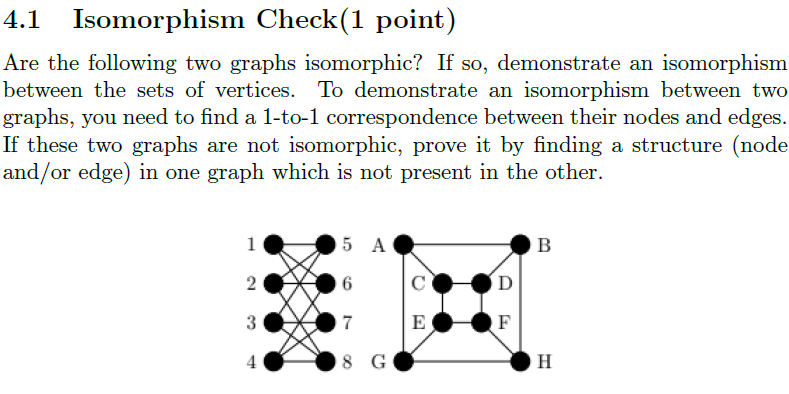 4.1 Isomorphism Check(1 point)
Are the following two graphs isomorphic? If so, demonstrate an isomorphism
between the sets of vertices. To demonstrate an isomorphism between two
graphs, you need to find a 1-to-1 correspondence between their nodes and edges.
If these two graphs are not isomorphic, prove it by finding a structure (node
and/or edge) in one graph which is not present in the other.
1 5 A B
2 6 C D
3 7 E F
4 8 G H